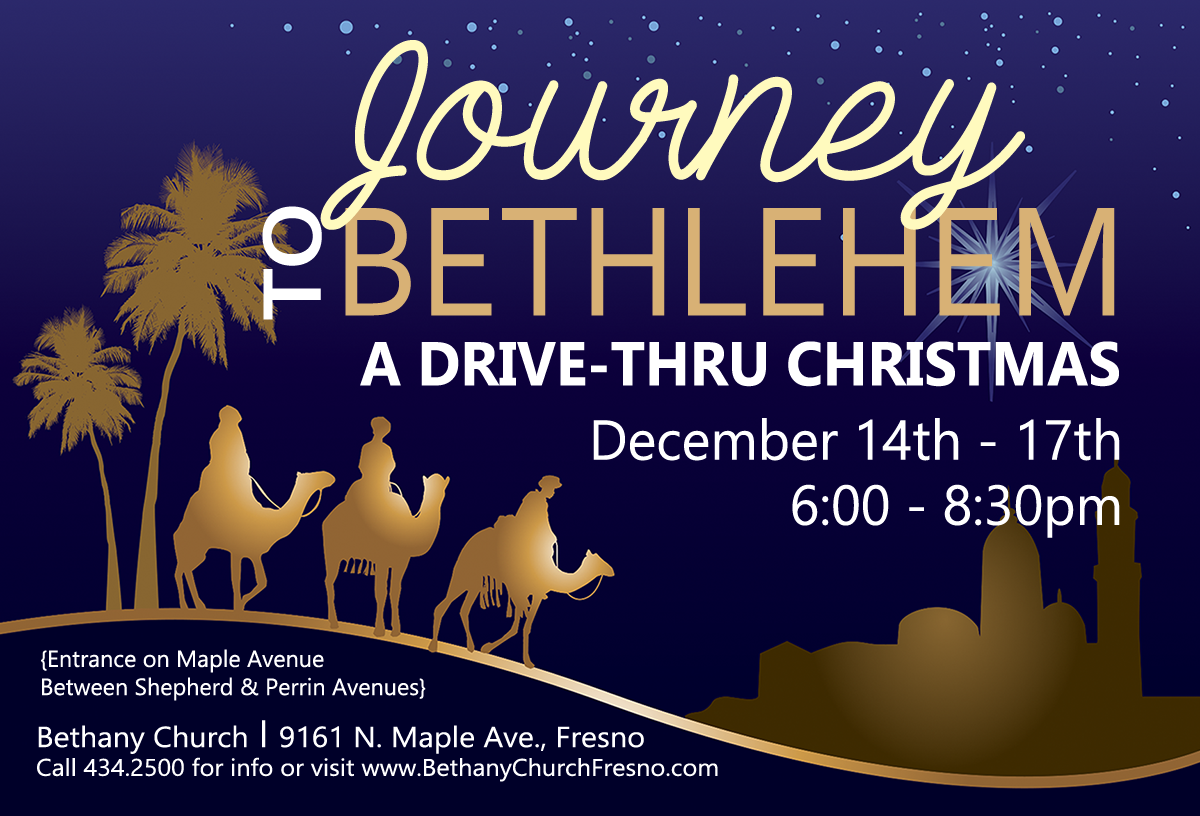 Journey
TO BETHLEHEM
A DRIVE-THRU CHRISTMAS
December 14th - 17th
6:00 - 8:30pm
{Entrance on Maple Avenue
Between Shepherd & Perrin Avenues}
Bethany Church | 9161 N. Maple Ave., Fresno
Call 434.2500 for info or visit www.BethanyChurchFresno.com